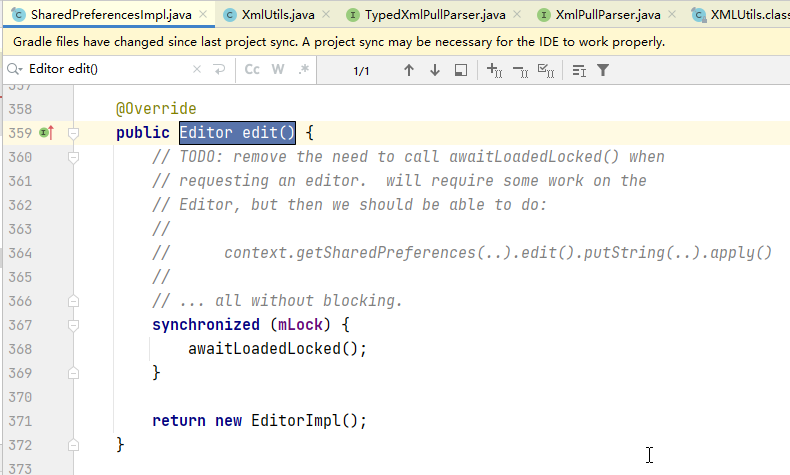 SharedPreferencesImpl.java XmlUtils.java TypedXmlPullParser.java XmlPullParser.java XMLUtils.class
Gradle files have changed since last project sync. A project sync may be necessary for the IDE to work properly.
Editor edit() Cc W .* 1/1
357
358 @Override
359 public Editor edit() {
360 // TODO: remove the need to call awaitLoadedLocked() when
361 // requesting an editor.  will require some work on the
362 // Editor, but then we should be able to do:
363 //
364 //      context.getSharedPreferences(..).edit().putString(..).apply()
365 //
366 // ... all without blocking.
367 synchronized (mLock) {
368 awaitLoadedLocked();
369 }
370
371 return new EditorImpl();
372 }
373